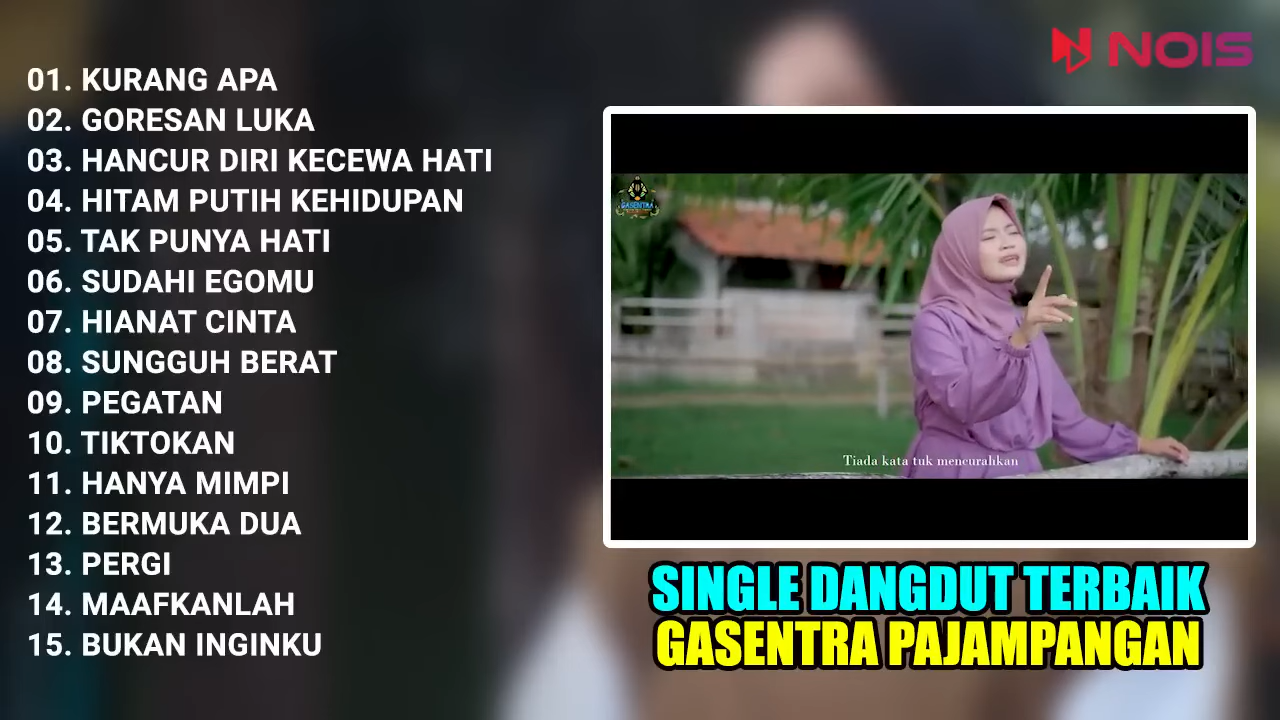 NOIS
01. KURANG APA
02. GORESAN LUKA
03. HANCUR DIRI KECEWA HATI
04. HITAM PUTIH KEHIDUPAN
05. TAK PUNYA HATI
06. SUDAHI EGOMU
07. HIANAT CINTA
08. SUNGGUH BERAT
09. PEGATAN
10. TIKTOKAN
11. HANYA MIMPI
12. BERMUKA DUA
13. PERGI
14. MAAFKANLAH
15. BUKAN INGINKU
GASENTRA
Tiada kata tuk mencurahkan
SINGLE DANGDUT TERBAIK
GASENTRA PAJAMPANGAN